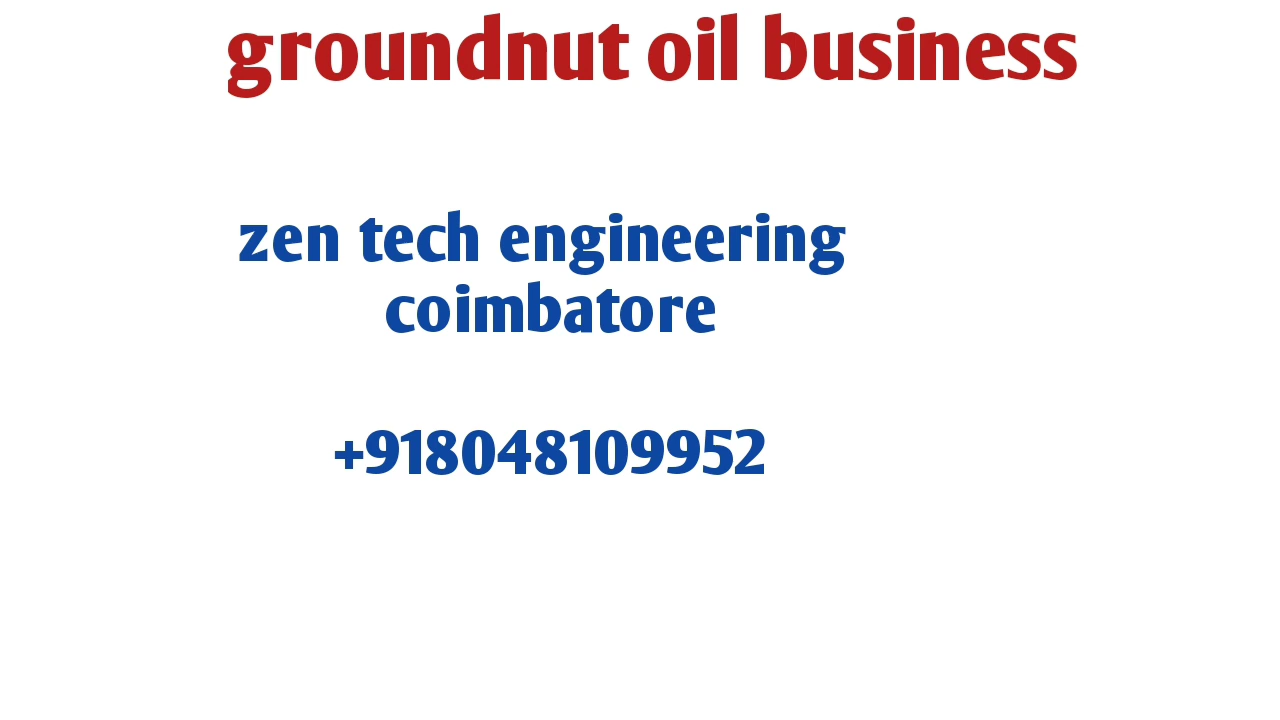 groundnut oil business
zen tech engineering
coimbatore
+918048109952